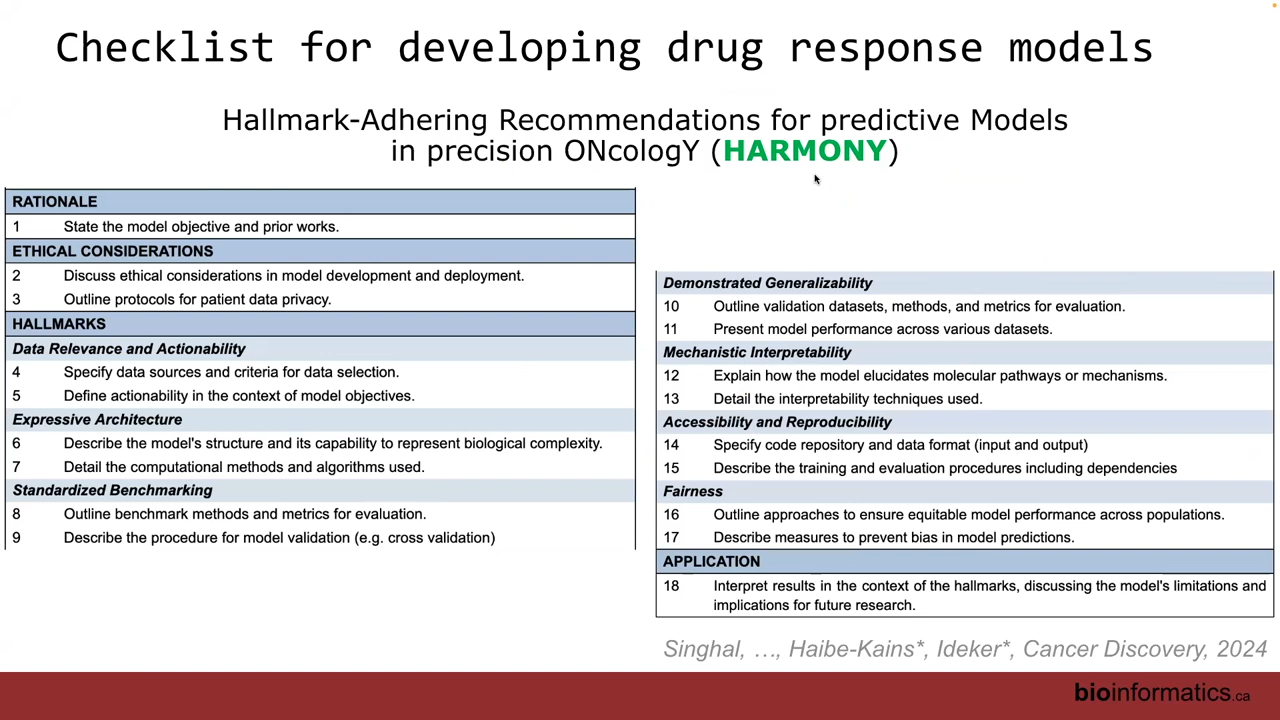 Checklist for developing drug response models
Hallmark-Adhering Recommendations for predictive Models
in precision ONcologY (HARMONY)
RATIONALE
1 State the model objective and prior works.
ETHICAL CONSIDERATIONS
2 Discuss ethical considerations in model development and deployment.
3 Outline protocols for patient data privacy.
HALLMARKS
Data Relevance and Actionability
4 Specify data sources and criteria for data selection.
5 Define actionability in the context of model objectives.
Expressive Architecture
6 Describe the model's structure and its capability to represent biological complexity.
7 Detail the computational methods and algorithms used.
Standardized Benchmarking
8 Outline benchmark methods and metrics for evaluation.
9 Describe the procedure for model validation (e.g. cross validation)
Demonstrated Generalizability
10 Outline validation datasets, methods, and metrics for evaluation.
11 Present model performance across various datasets.
Mechanistic Interpretability
12 Explain how the model elucidates molecular pathways or mechanisms.
13 Detail the interpretability techniques used.
Accessibility and Reproducibility
14 Specify code repository and data format (input and output)
15 Describe the training and evaluation procedures including dependencies
Fairness
16 Outline approaches to ensure equitable model performance across populations.
17 Describe measures to prevent bias in model predictions.
APPLICATION
18 Interpret results in the context of the hallmarks, discussing the model's limitations and
implications for future research.
Singhal, …, Haibe-Kains*, Ideker*, Cancer Discovery, 2024
bioinformatics.ca